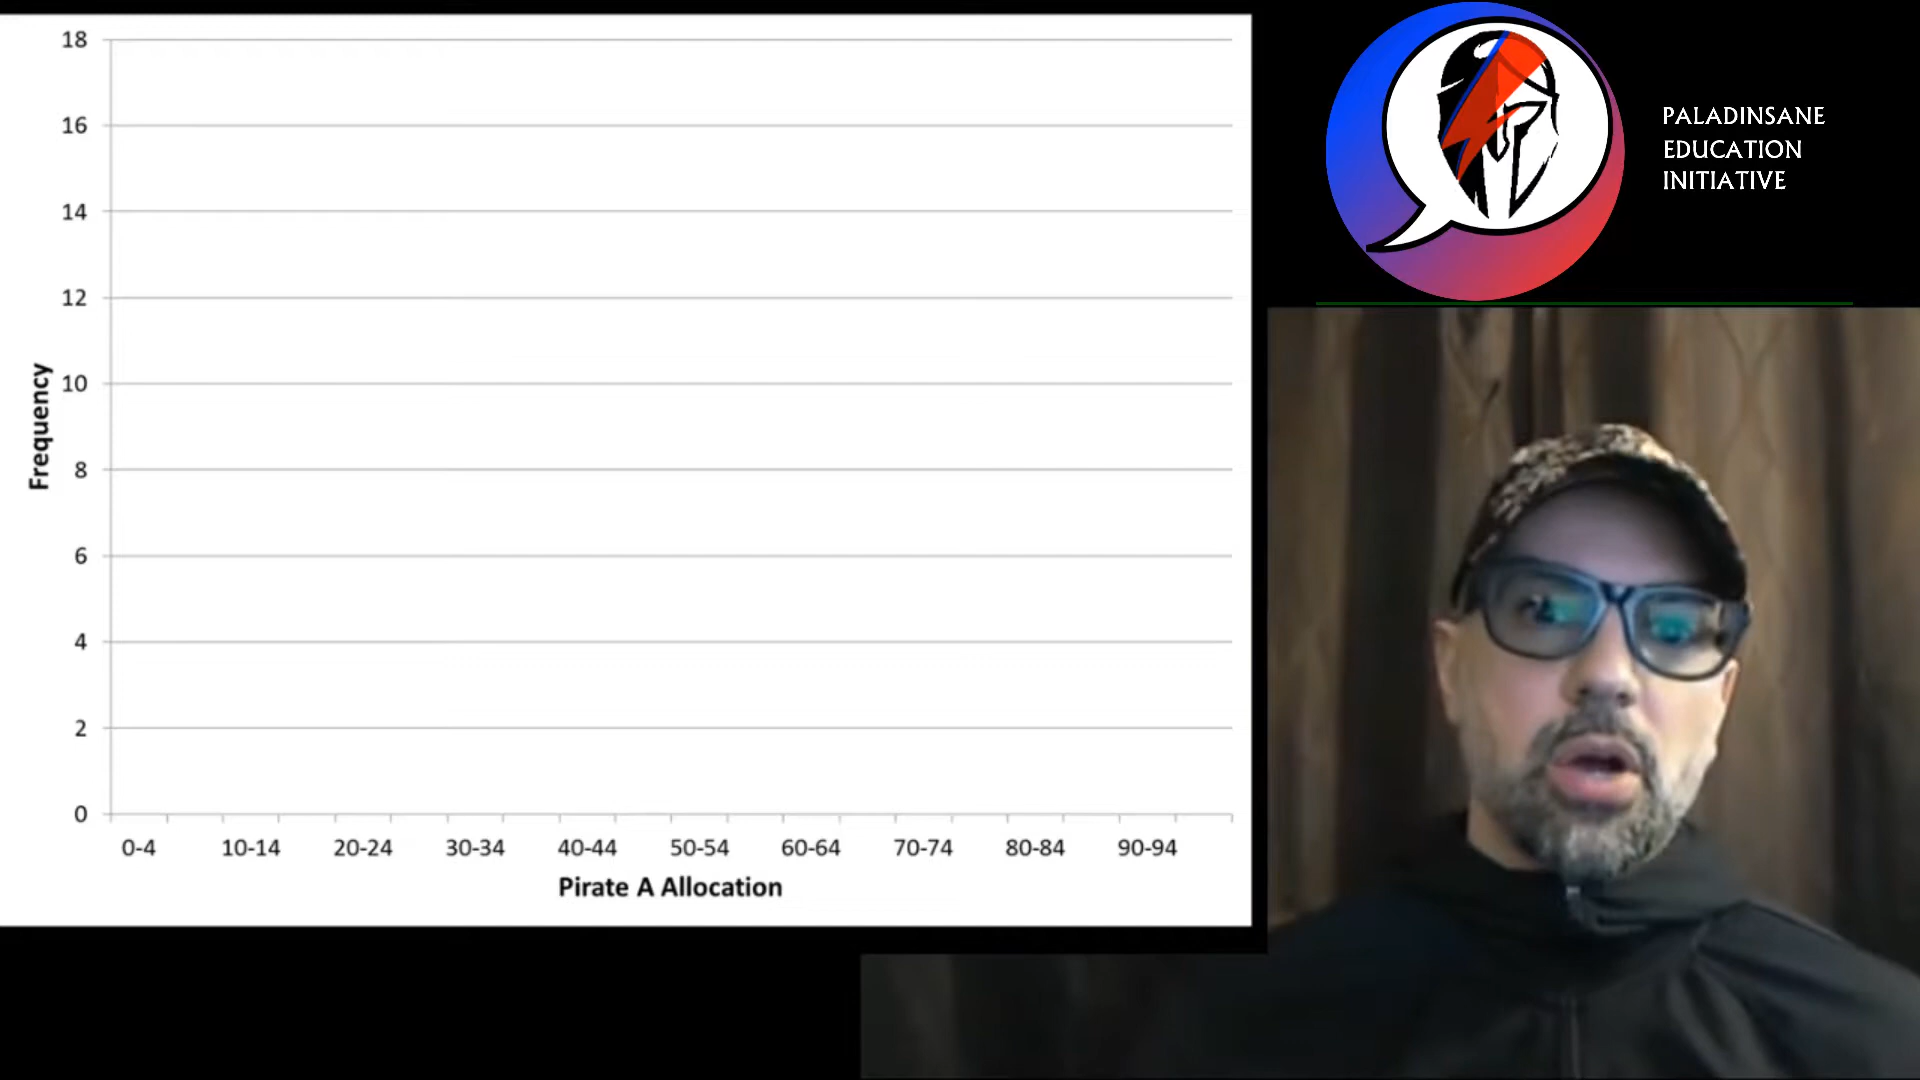 18
16
14
12
10
8
6
4
2
0
Frequency
0-4 10-14 20-24 30-34 40-44 50-54 60-64 70-74 80-84 90-94
Pirate A Allocation
PALADINSANE
EDUCATION
INITIATIVE